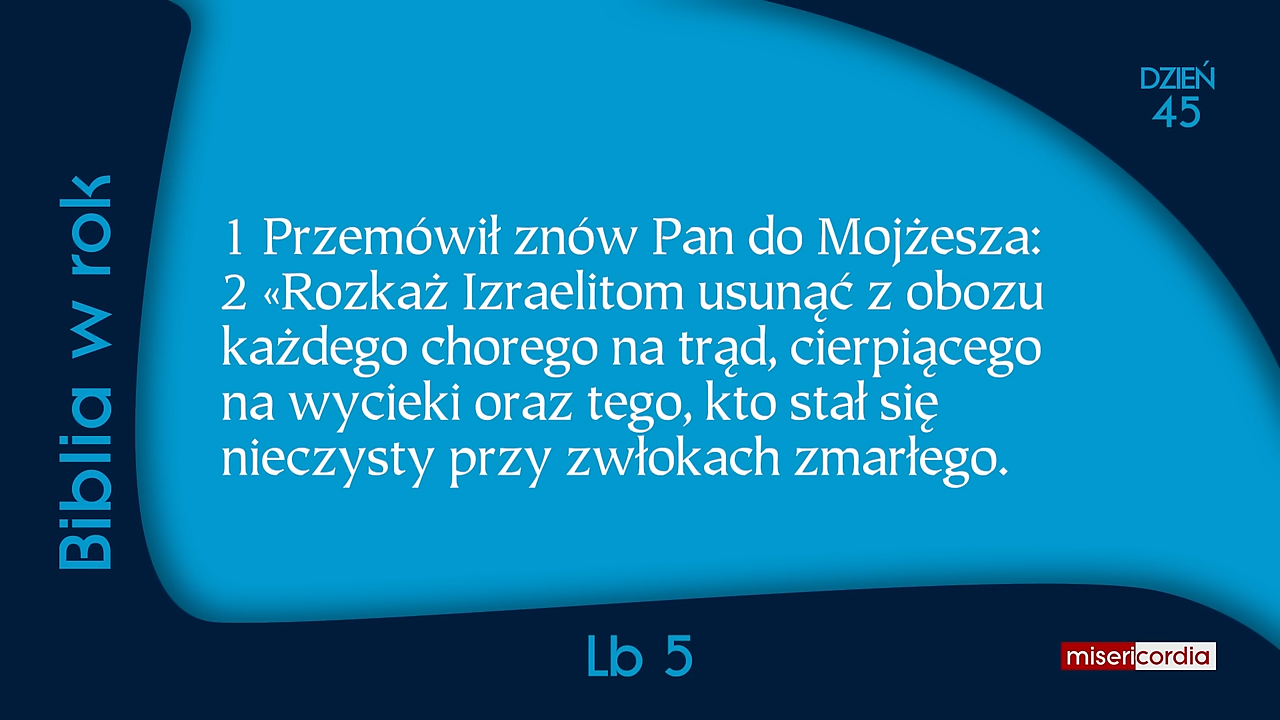 Biblia w rok
DZIEŃ
45
1 Przemówił znów Pan do Mojżesza:
2 «Rozkaż Izraelitom usunąć z obozu
każdego chorego na trąd, cierpiącego
na wycieki oraz tego, kto stał się
nieczysty przy zwłokach zmarłego.
Lb 5
misericordia